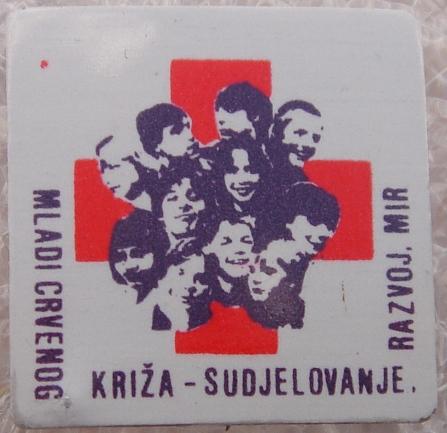 MLADI CRVENOG
KRIŽA - SUDJELOVANJE.
RAZVOJ. MIR